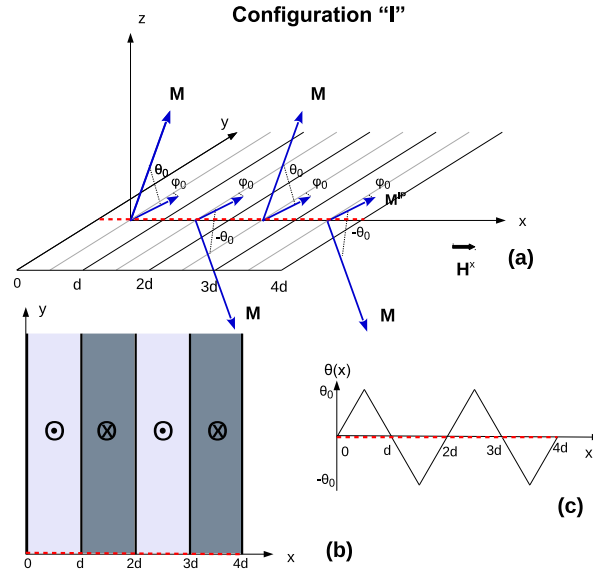 Configuration “I”
z
M
M
y
θ0
φ0
φ0
θ0
φ0
φ0
M^IP
x
-θ0
-θ0
H^x
(a)
0
d
2d
3d
4d
M
M
y
0
d
2d
3d
4d
x
(b)
θ(x)
θ0
0
d
2d
3d
4d
x
-θ0
(c)